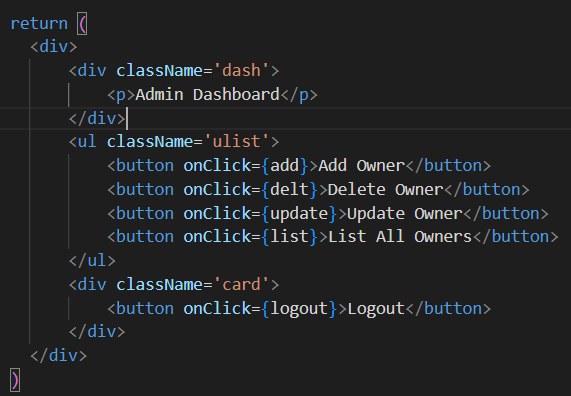 return (
<div>
<div className='dash'>
<p>Admin Dashboard</p>
</div>
<ul className='ulist'>
<button onClick={add}>Add Owner</button>
<button onClick={delt}>Delete Owner</button>
<button onClick={update}>Update Owner</button>
<button onClick={list}>List All Owners</button>
</ul>
<div className='card'>
<button onClick={logout}>Logout</button>
</div>
</div>
)